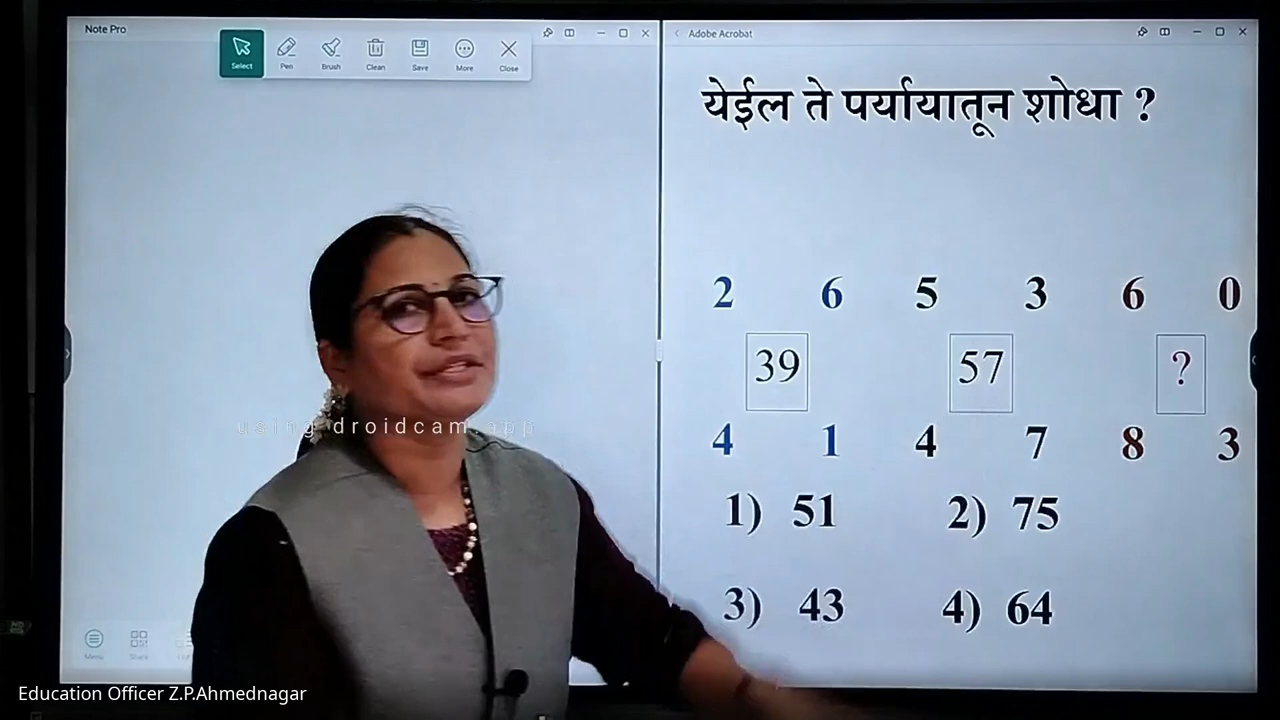 Note Pro
Select Pen Brush Clean Save More Close
Adobe Acrobat
येईल ते पर्यायातून शोधा ?
2 6 5 3 6 0
39 57 ?
4 1 4 7 8 3
1) 51 2) 75
3) 43 4) 64
using droidcam.app
Menu
Education Officer Z.P.Ahmednagar